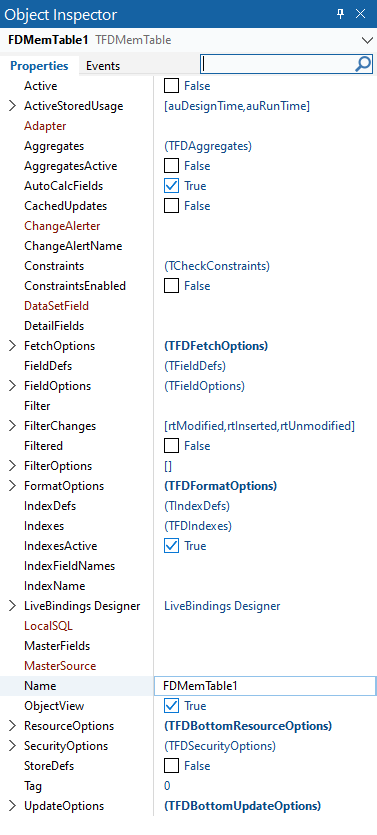 Object Inspector
FDMemTable1 TFDMemTable
Properties Events
Active False
ActiveStoredUsage [auDesignTime,auRunTime]
Adapter
Aggregates (TFDAggregates)
AggregatesActive False
AutoCalcFields True
CachedUpdates False
ChangeAlerter
ChangeAlertName
Constraints (TCheckConstraints)
ConstraintsEnabled False
DataSetField
DetailFields
FetchOptions (TFDFetchOptions)
FieldDefs (TFieldDefs)
FieldOptions (TFieldOptions)
Filter
FilterChanges [rtModified,rtInserted,rtUnmodified]
Filtered False
FilterOptions []
FormatOptions (TFDFormatOptions)
IndexDefs (TIndexDefs)
Indexes (TFDIndexes)
IndexesActive True
IndexFieldNames
IndexName
LiveBindings Designer LiveBindings Designer
LocalSQL
MasterFields
MasterSource
Name FDMemTable1
ObjectView True
ResourceOptions (TFDBottomResourceOptions)
SecurityOptions (TFDSecurityOptions)
StoreDefs False
Tag 0
UpdateOptions (TFDBottomUpdateOptions)